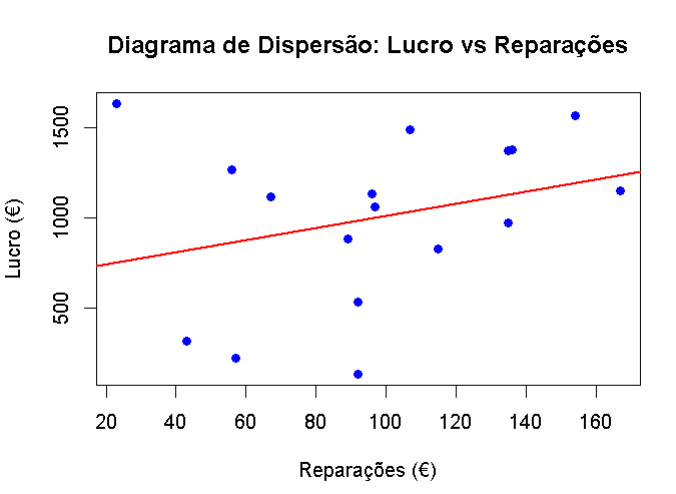 Diagrama de Dispersão: Lucro vs Reparações
1500
1000
500
Lucro (€)
20 40 60 80 100 120 140 160
Reparações (€)